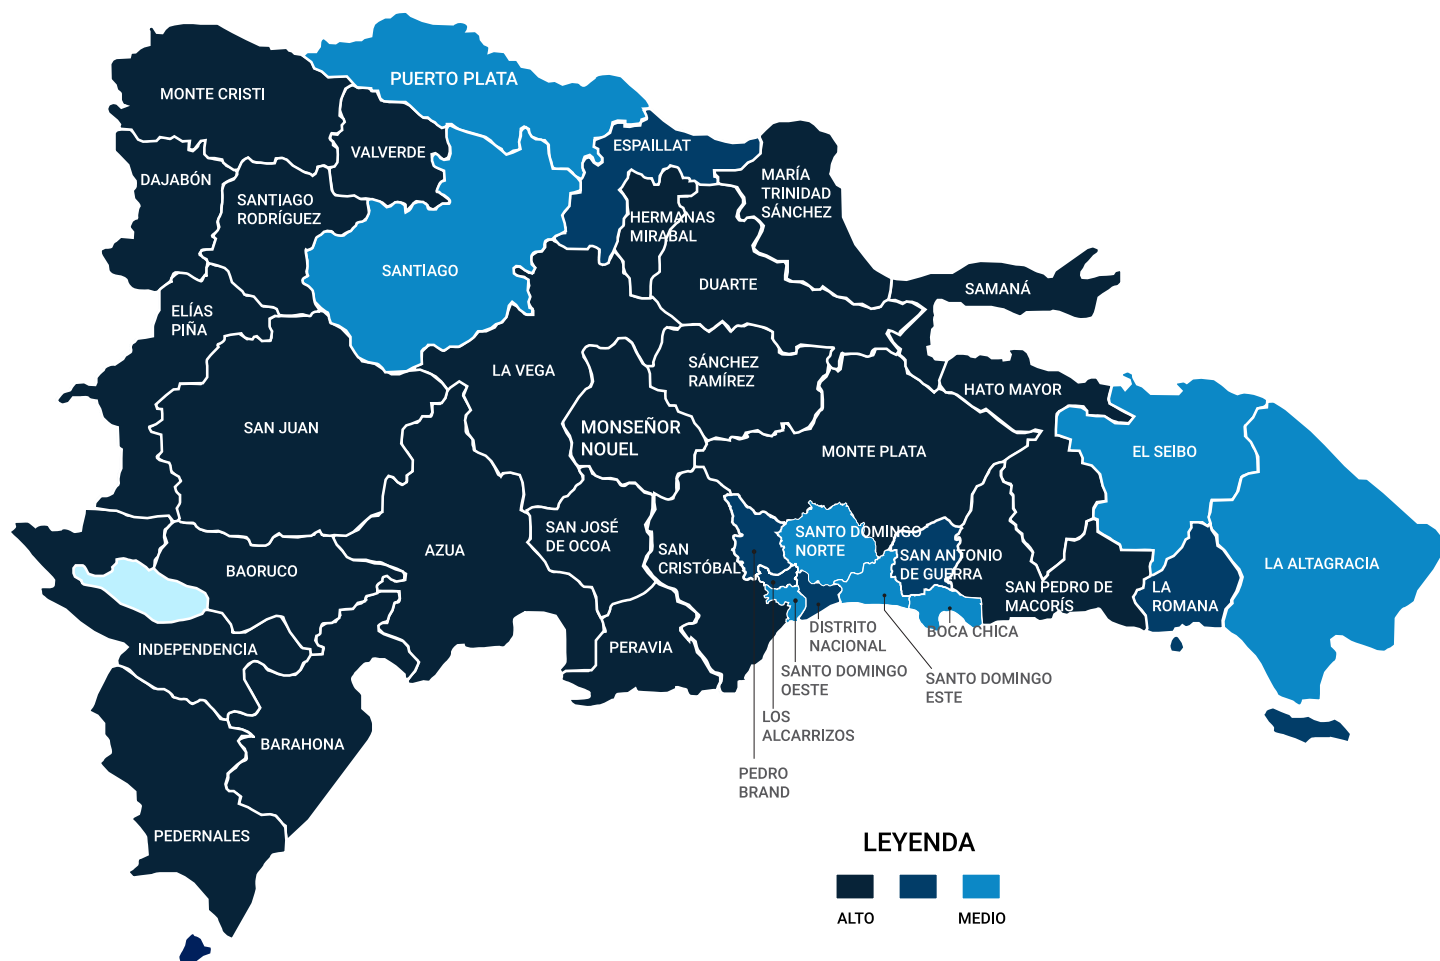 PUERTO PLATA
MONTE CRISTI
ESPAILLAT
VALVERDE
DAJABÓN
MARÍA
TRINIDAD
SÁNCHEZ
SANTIAGO
RODRÍGUEZ
HERMANAS
MIRABAL
SANTIAGO
DUARTE
SAMANÁ
ELÍAS
PIÑA
LA VEGA
SÁNCHEZ
RAMÍREZ
HATO MAYOR
SAN JUAN
MONSEÑOR
NOUEL
MONTE PLATA
EL SEIBO
SAN JOSÉ
DE OCOA
AZUA
SAN
CRISTÓBAL
SANTO DOMINGO
NORTE
SAN ANTONIO
DE GUERRA
BAORUCO
LA ALTAGRACIA
SAN PEDRO DE
MACORÍS
LA
ROMANA
INDEPENDENCIA
PERAVIA
DISTRITO
NACIONAL
BOCA CHICA
SANTO DOMINGO
OESTE
SANTO DOMINGO
ESTE
LOS
ALCARRIZOS
BARAHONA
PEDRO
BRAND
PEDERNALES
LEYENDA
ALTO
MEDIO